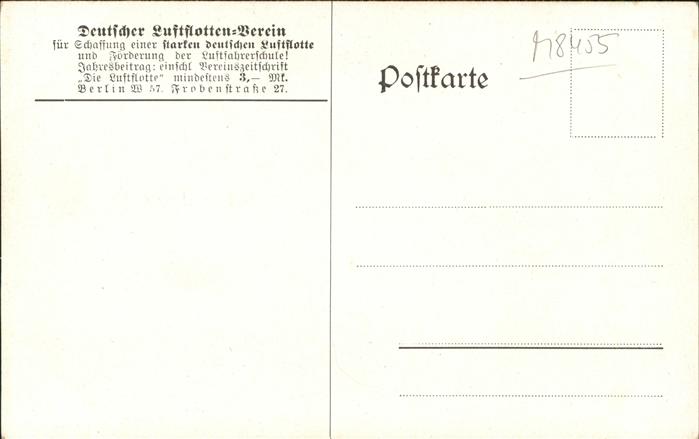 Deutscher Luftflotten=Verein
für Schaffung einer starken deutschen Luftflotte
und Förderung der Luftfahrerschule!
Jahresbeitrag: einschl Vereinszeitschrift
„Die Luftflotte“ mindestens 3,— Mk.
Berlin W 57. Frobenstraße 27.
Postkarte